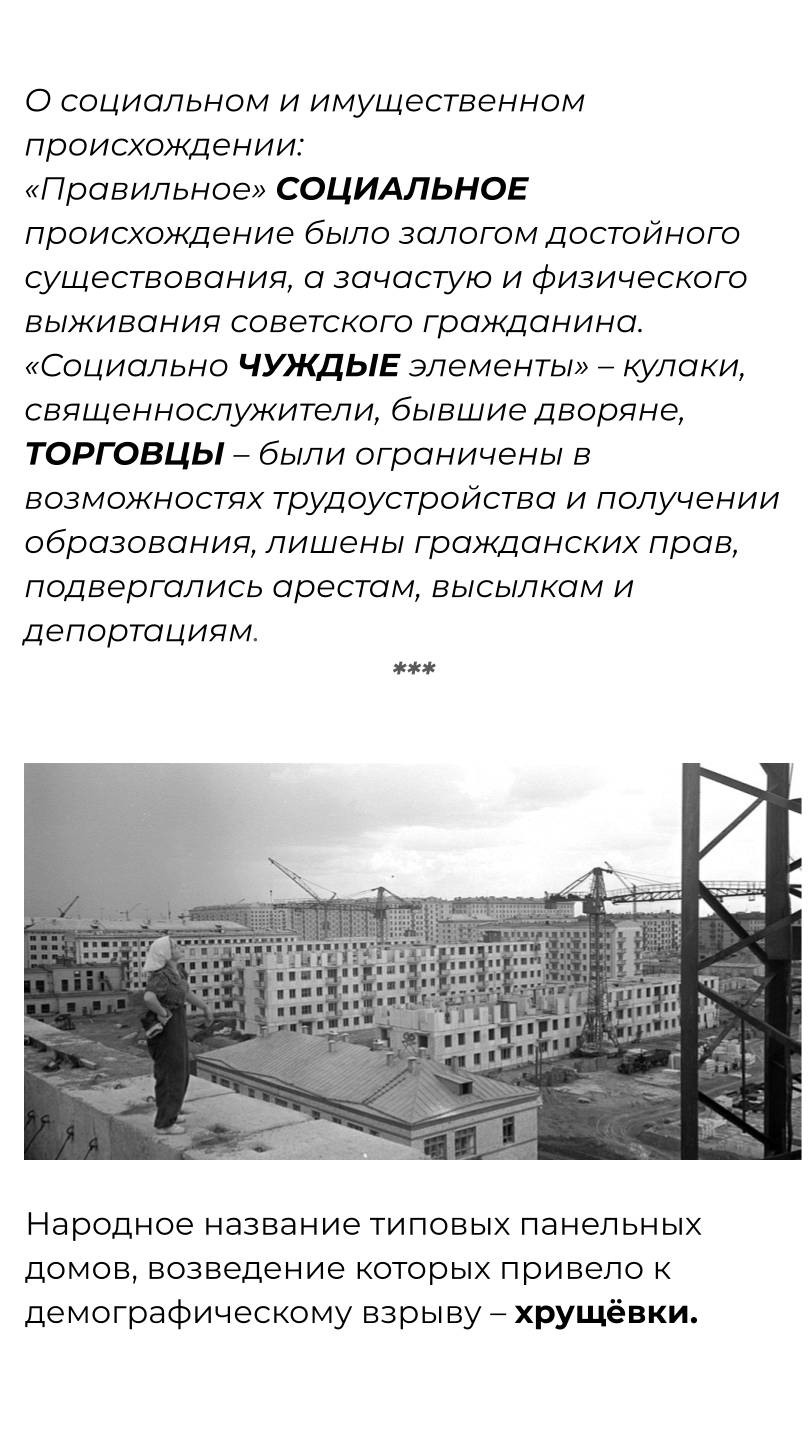 О социальном и имущественном
происхождении:
«Правильное» СОЦИАЛЬНОЕ
происхождение было залогом достойного
существования, а зачастую и физического
выживания советского гражданина.
«Социально ЧУЖДЫЕ элементы» – кулаки,
священнослужители, бывшие дворяне,
ТОРГОВЦЫ – были ограничены в
возможностях трудоустройства и получении
образования, лишены гражданских прав,
подвергались арестам, высылкам и
депортациям.
***
Народное название типовых панельных
домов, возведение которых привело к
демографическому взрыву – хрущёвки.